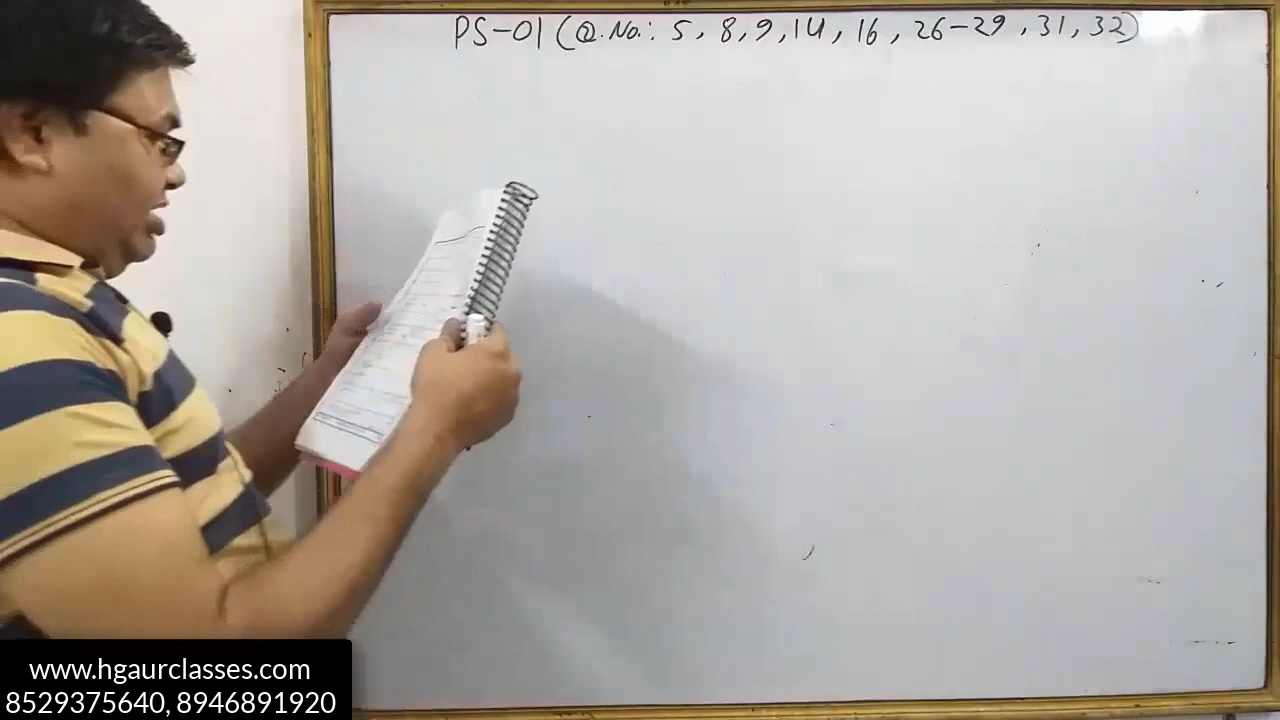 PS-01 (Q.No.: 5, 8, 9, 14, 16, 26-29, 31, 32)
www.hgaurclasses.com
8529375640, 8946891920